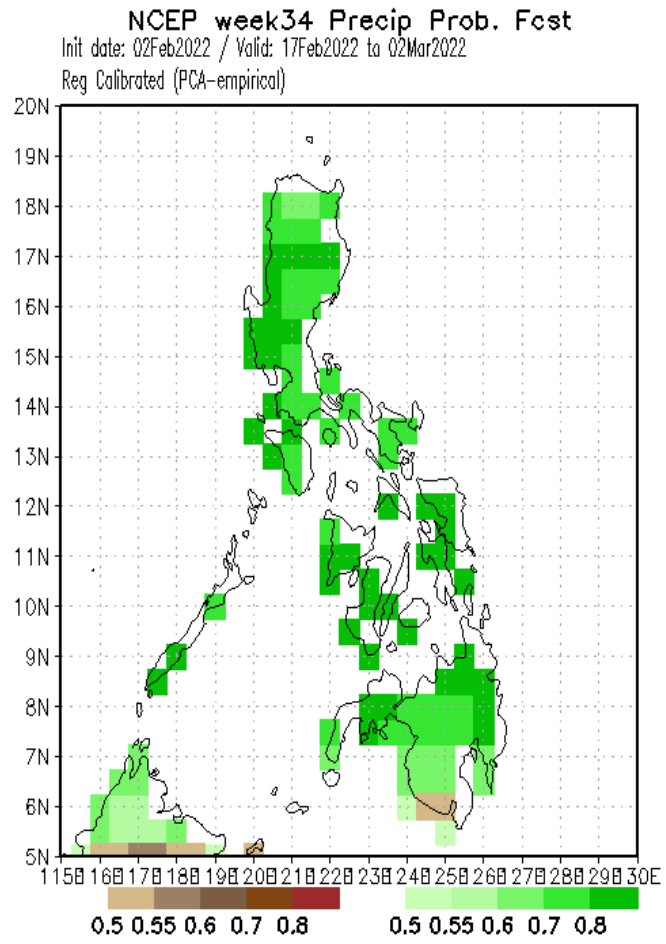 NCEP week34 Precip Prob. Fcst
Init date: 02Feb2022 / Valid: 17Feb2022 to 02Mar2022
Reg Calibrated (PCA-empirical)
20N
19N
18N
17N
16N
15N
14N
13N
12N
11N
10N
9N
8N
7N
6N
5N
115E 116E 117E 118E 119E 120E 121E 122E 123E 124E 125E 126E 127E 128E 129E 130E
0.5 0.55 0.6 0.7 0.8 0.5 0.55 0.6 0.7 0.8